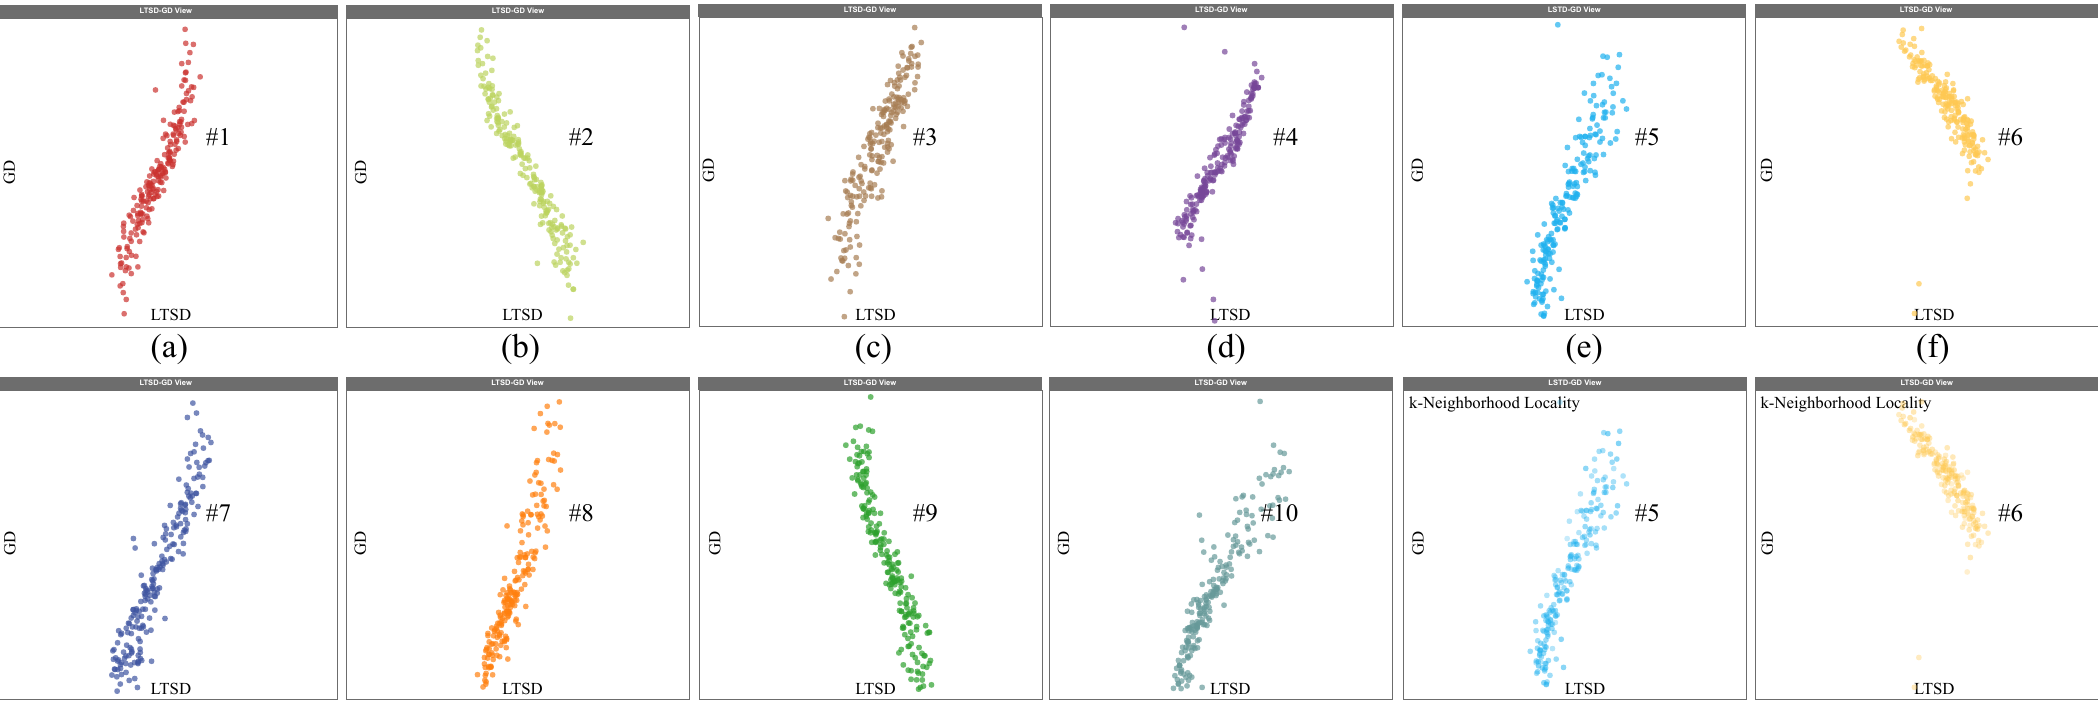 LTSD-GD View
LTSD-GD View
LTSD-GD View
LTSD-GD View
LSTD-GD View
LTSD-GD View
#1
#2
#3
#4
#5
#6
GD
GD
GD
GD
GD
GD
LTSD
LTSD
LTSD
LTSD
LTSD
LTSD
(a)
(b)
(c)
(d)
(e)
(f)
LTSD-GD View
LTSD-GD View
LTSD-GD View
LTSD-GD View
LSTD-GD View
LTSD-GD View
k-Neighborhood Locality
k-Neighborhood Locality
#7
#8
#9
#10
#5
#6
GD
GD
GD
GD
GD
GD
LTSD
LTSD
LTSD
LTSD
LTSD
LTSD